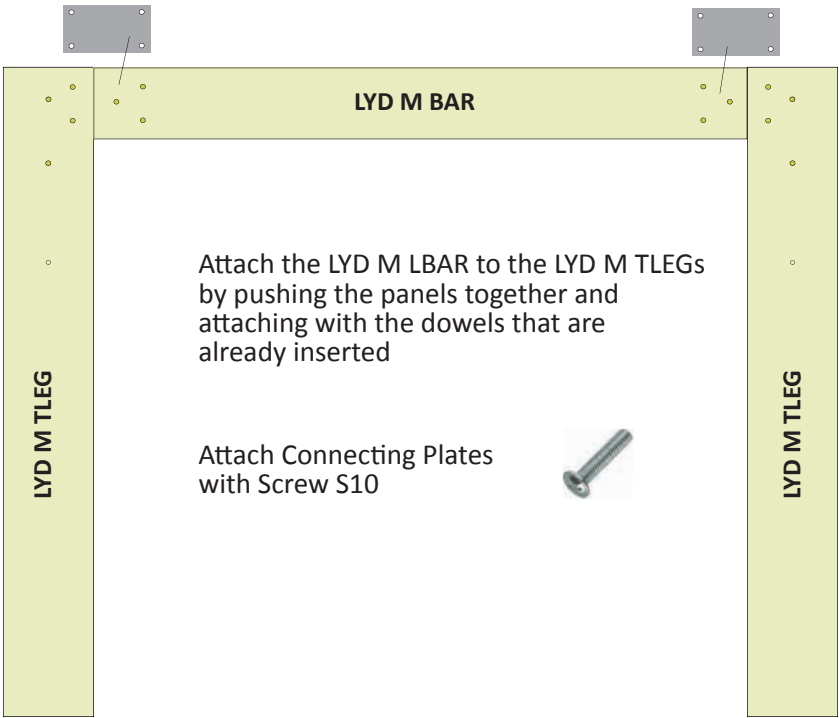 LYD M BAR
Attach the LYD M LBAR to the LYD M TLEGs
by pushing the panels together and
attaching with the dowels that are
already inserted
LYD M TLEG
LYD M TLEG
Attach Connecting Plates
with Screw S10